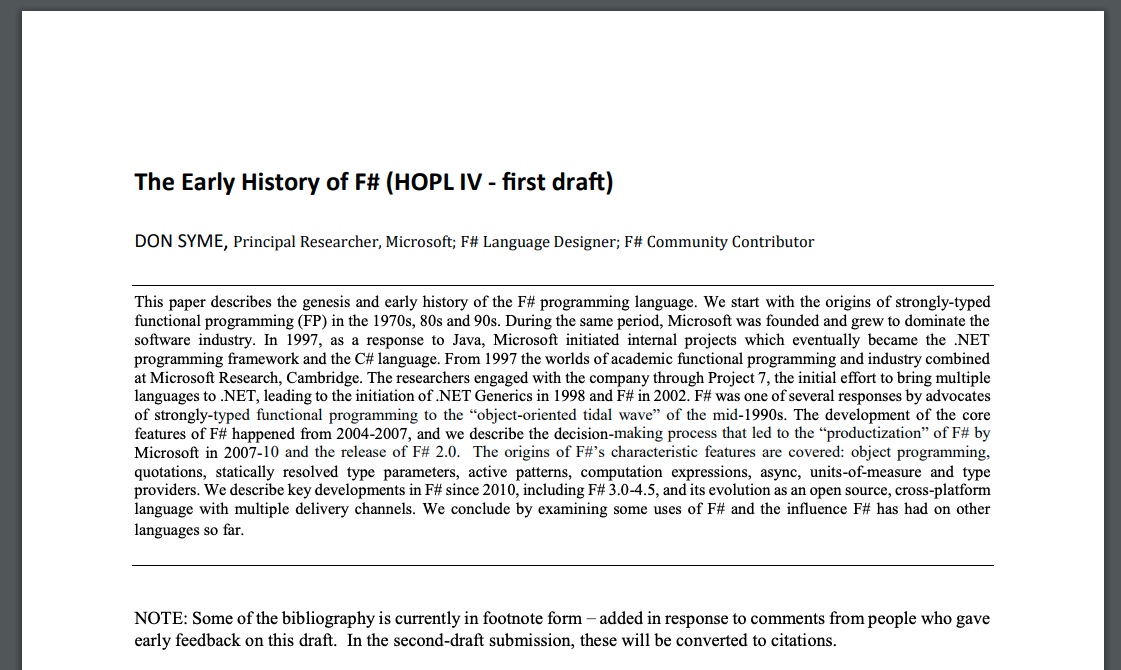 The Early History of F# (HOPL IV - first draft)
DON SYME, Principal Researcher, Microsoft; F# Language Designer; F# Community Contributor
This paper describes the genesis and early history of the F# programming language. We start with the origins of strongly-typed
functional programming (FP) in the 1970s, 80s and 90s. During the same period, Microsoft was founded and grew to dominate the
software industry. In 1997, as a response to Java, Microsoft initiated internal projects which eventually became the .NET
programming framework and the C# language. From 1997 the worlds of academic functional programming and industry combined
at Microsoft Research, Cambridge. The researchers engaged with the company through Project 7, the initial effort to bring multiple
languages to .NET, leading to the initiation of .NET Generics in 1998 and F# in 2002. F# was one of several responses by advocates
of strongly-typed functional programming to the “object-oriented tidal wave” of the mid-1990s. The development of the core
features of F# happened from 2004-2007, and we describe the decision-making process that led to the “productization” of F# by
Microsoft in 2007-10 and the release of F# 2.0.  The origins of F#’s characteristic features are covered: object programming,
quotations, statically resolved type parameters, active patterns, computation expressions, async, units-of-measure and type
providers. We describe key developments in F# since 2010, including F# 3.0-4.5, and its evolution as an open source, cross-platform
language with multiple delivery channels. We conclude by examining some uses of F# and the influence F# has had on other
languages so far.
NOTE: Some of the bibliography is currently in footnote form – added in response to comments from people who gave
early feedback on this draft.  In the second-draft submission, these will be converted to citations.